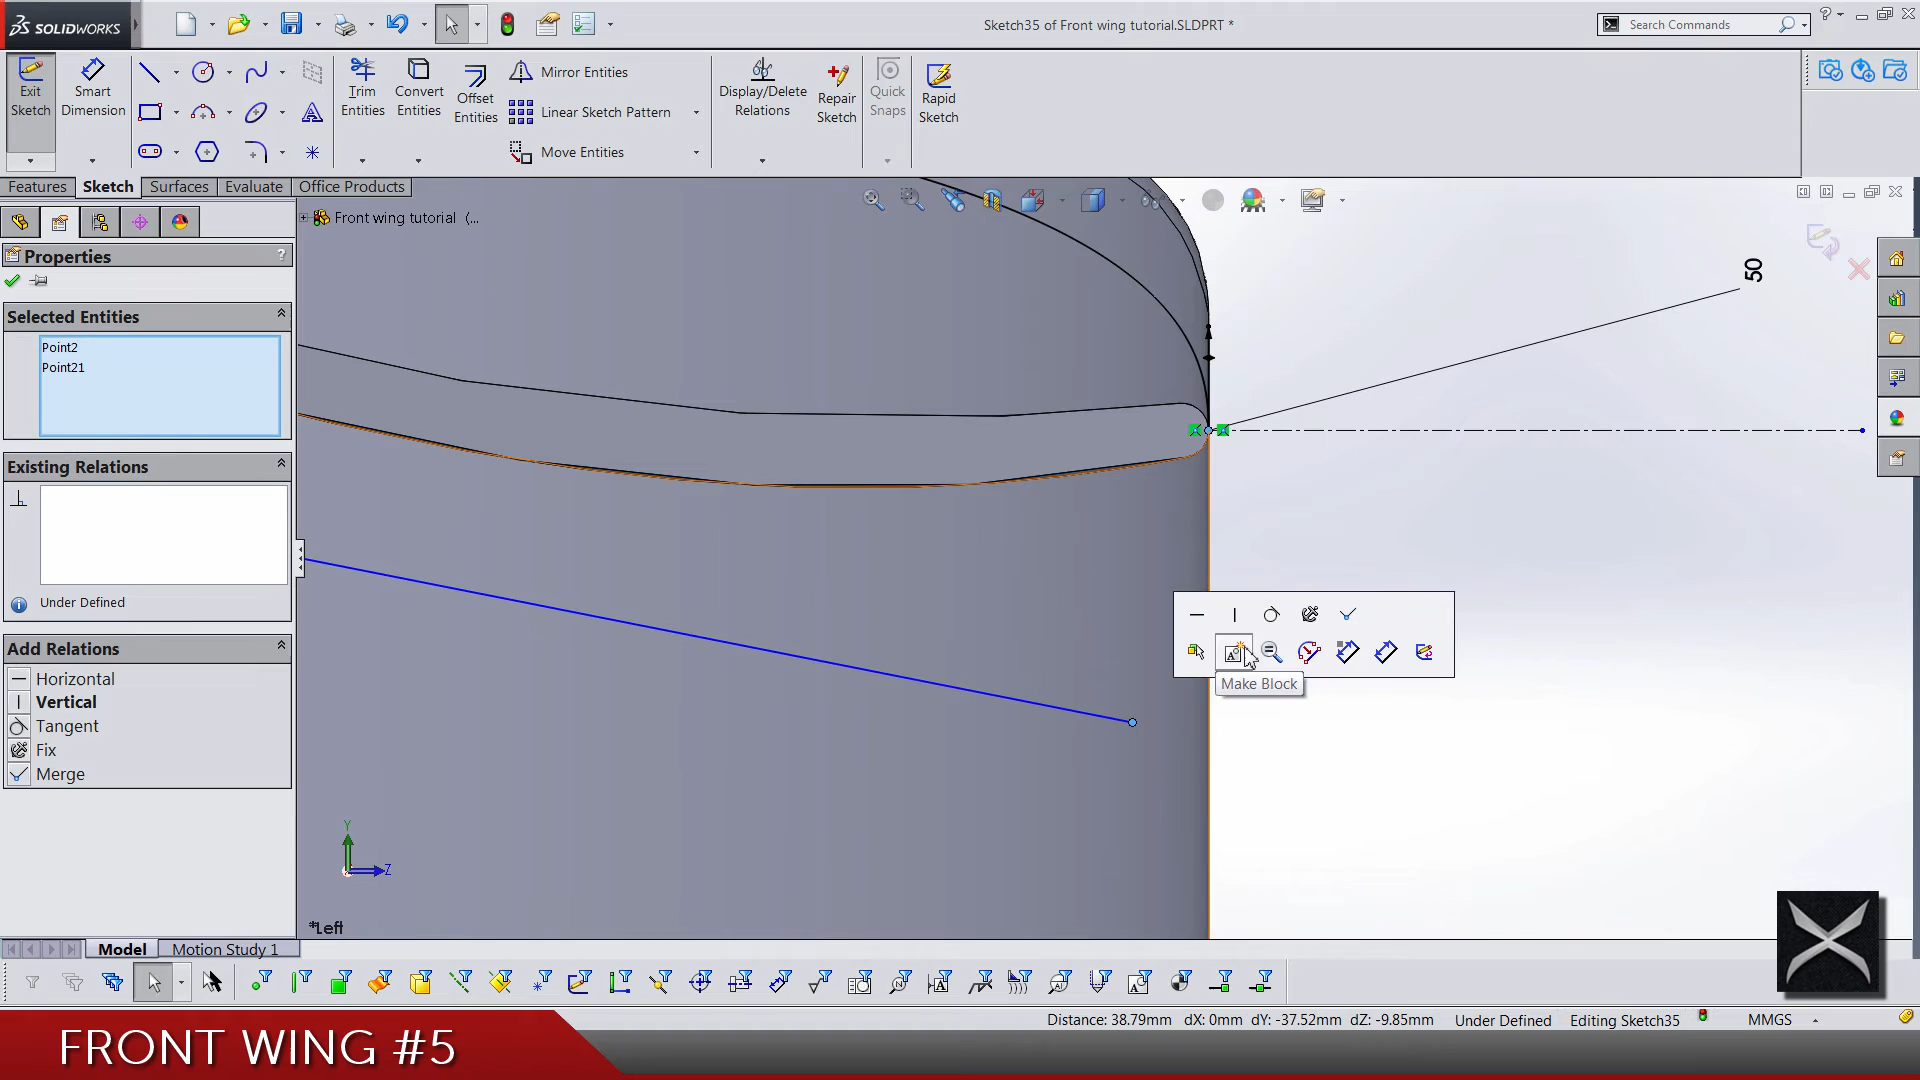 SOLIDWORKS
Sketch35 of Front wing tutorial.SLDPRT *
Search Commands
Exit Sketch
Smart Dimension
Trim Entities
Convert Entities
Offset Entities
Mirror Entities
Linear Sketch Pattern
Move Entities
Display/Delete Relations
Repair Sketch
Quick Snaps
Rapid Sketch
Features
Sketch
Surfaces
Evaluate
Office Products
Front wing tutorial (...
Properties
?
Selected Entities
Point2
Point21
Existing Relations
Under Defined
Add Relations
Horizontal
Vertical
Tangent
Fix
Merge
50
Make Block
Y
Z
*Left
Model
Motion Study 1
Distance: 38.79mm dX: 0mm dY: -37.52mm dZ: -9.85mm Under Defined Editing Sketch35 MMGS
FRONT WING #5